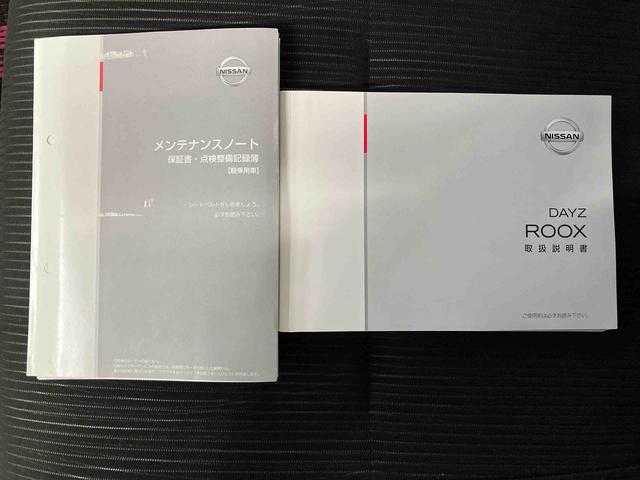 NISSAN
メンテナンスノート
保証書・点検整備記録簿
【軽乗用車】
シートベルトをしめましょう。
必ずお読み下さい。
NISSAN
DAYZ
ROOX
取扱説明書
ご使用前は必ずお読み下さい。